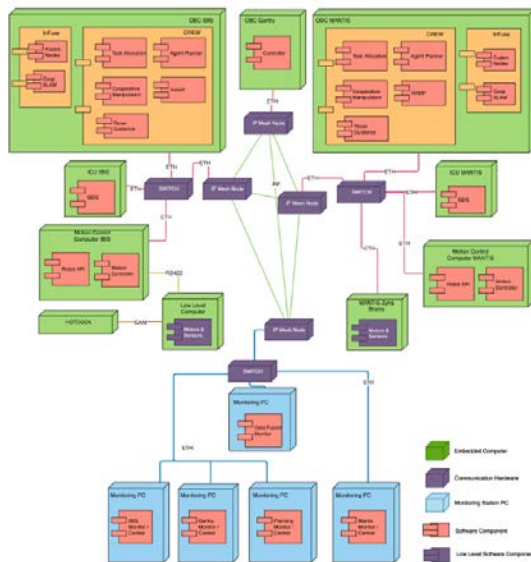 OBC IBIS
InFuse
Fusion
Nodes
Coop
SLAM
CREW
Task Allocation
Agent Planner
Cooperative
Manipulation
Rover
Guidance
OBC Gantry
Controller
OBC MANTIS
CREW
Task Allocation
Agent Planner
Cooperative
Manipulation
Rover
Guidance
InFuse
Fusion
Nodes
Coop
SLAM
ETH
IP Mesh Node
ETH
ETH
ETH
ICU IBIS
ETH
SWITCH
IP Mesh Node
IP Mesh Node
ETH
SWITCH
ICU MANTIS
ETH
ETH
ETH
Motion Control
Computer IBIS
Robot API
Motion
Controller
RS422
Low Level
Computer
Motors &
Sensors
CAN
Motion Control
Computer MANTIS
Robot API
Motion
Controller
Motors &
Sensors
IP Mesh Node
SWITCH
ETH
Monitoring PC
Data Fusion
Monitor
ETH
Monitoring PC
IBIS
Monitor /
Control
Monitoring PC
Gantry
Monitor /
Control
Monitoring PC
Planning
Monitor /
Control
Monitoring PC
Mantis
Monitor /
Control
Embedded Computer
Communication Hardware
Monitoring Station PC
Software Component
Low Level Software Component